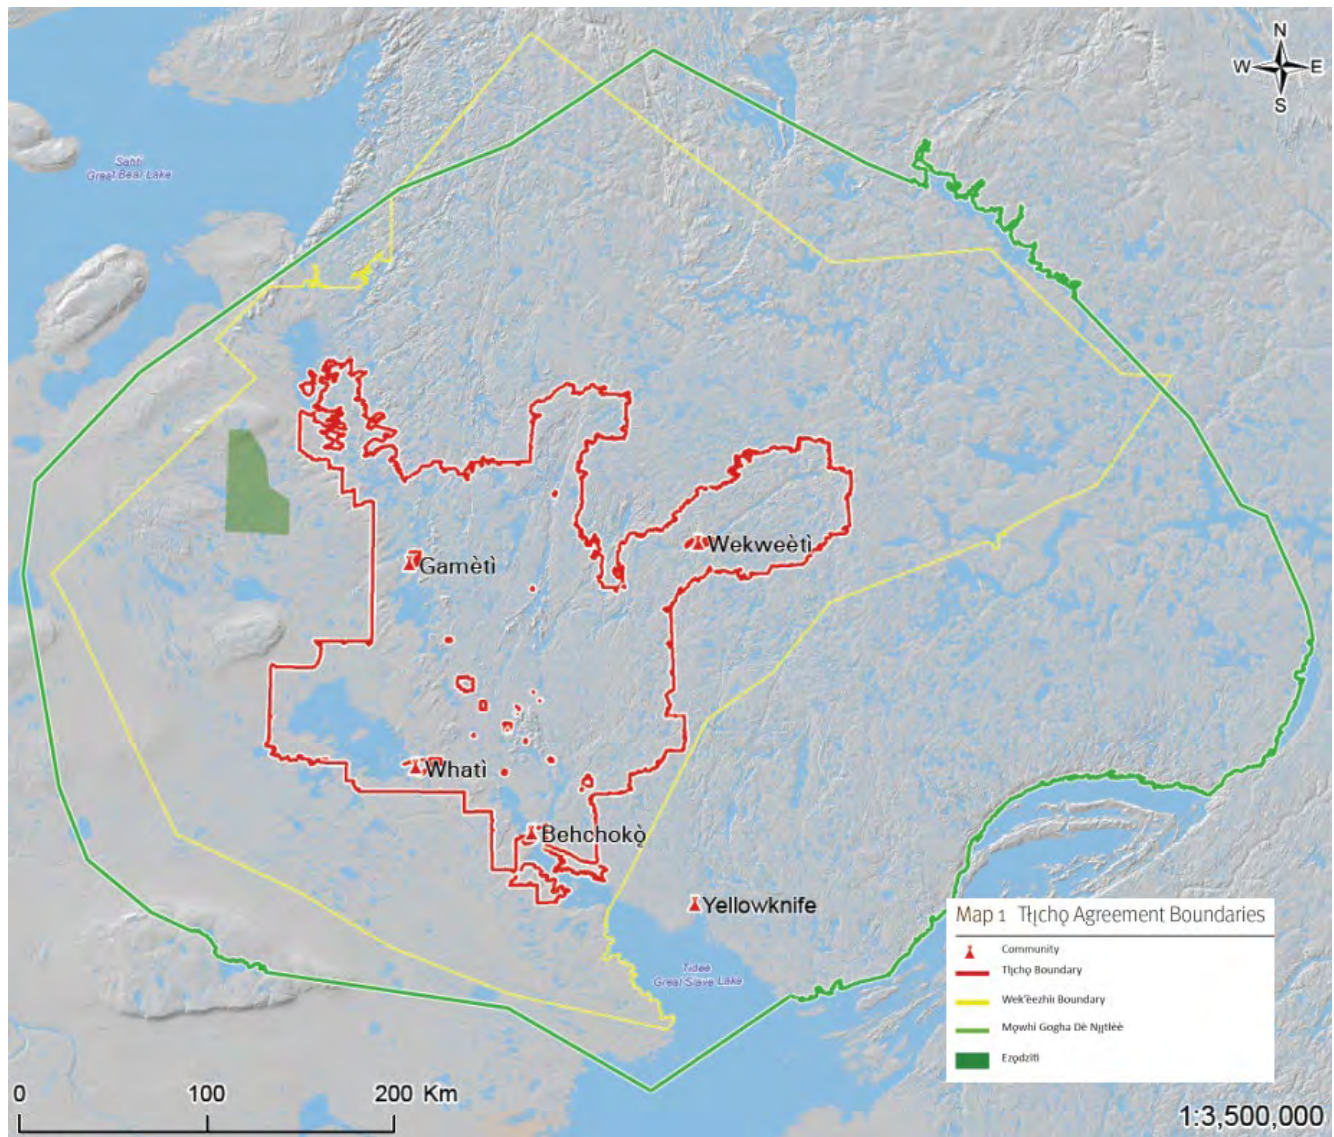 N
W E
S
Sahtì
Great Bear Lake
Wekweètì
Gamètì
Whatì
Behchokǫ̀
Yellowknife
Tideè
Great Slave Lake
Map 1 Tłı̨chǫ Agreement Boundaries
Community
Tłı̨chǫ Boundary
Wek'èezhìı Boundary
Mǫwhì Gogha Dè Nı̨ı̨tłèè
Ezǫdzìtì
0 100 200 Km
1:3,500,000